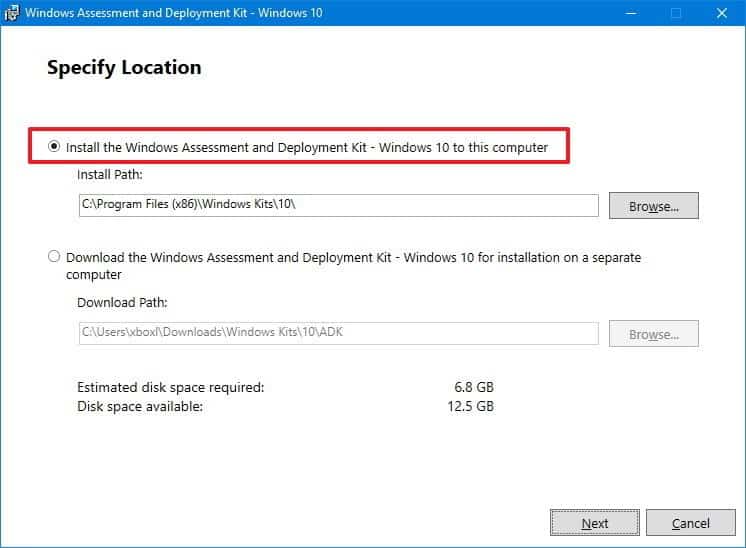 Windows Assessment and Deployment Kit - Windows 10
Specify Location
Install the Windows Assessment and Deployment Kit - Windows 10 to this computer
Install Path:
C:\Program Files (x86)\Windows Kits\10\
Browse...
Download the Windows Assessment and Deployment Kit - Windows 10 for installation on a separate
computer
Download Path:
C:\Users\xboxl\Downloads\Windows Kits\10\ADK
Browse...
Estimated disk space required: 6.8 GB
Disk space available: 12.5 GB
Next Cancel